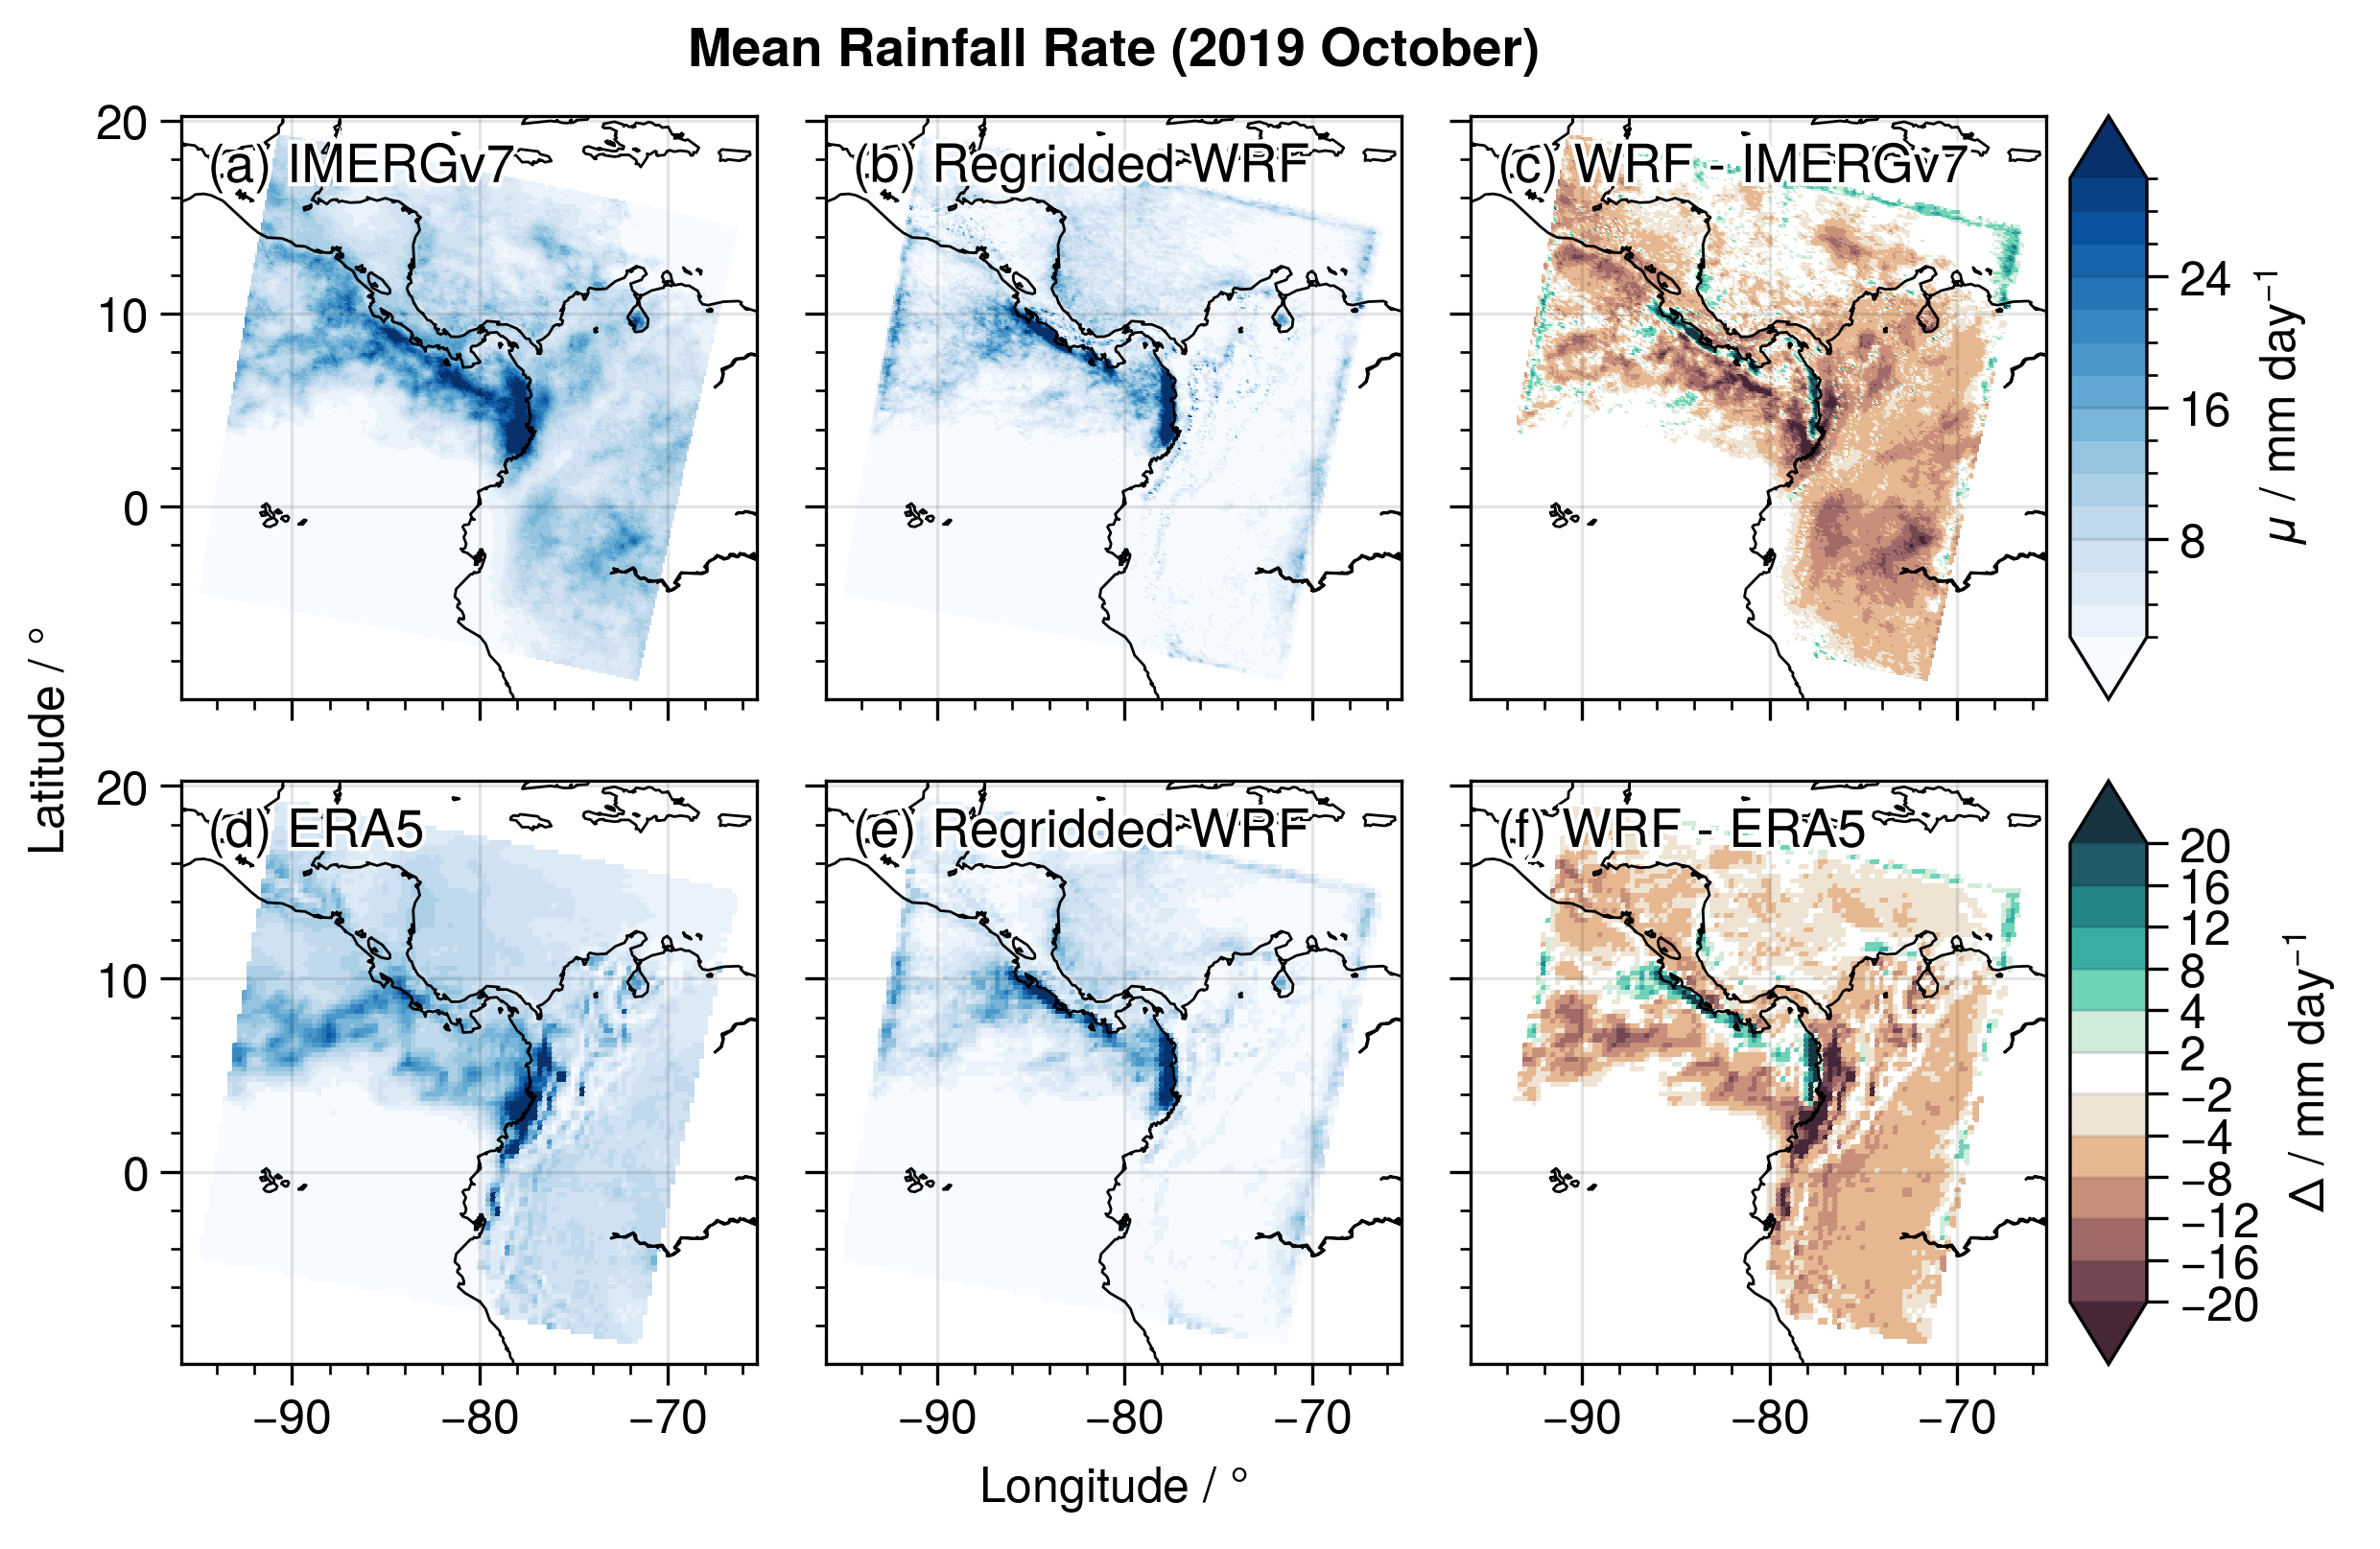 Mean Rainfall Rate (2019 October)
(a) IMERGv7
(b) Regridded WRF
(c) WRF - IMERGv7
20
10
0
24
16
8
μ / mm day⁻¹
Latitude / °
(d) ERA5
(e) Regridded WRF
(f) WRF - ERA5
20
10
0
20
16
12
8
4
2
−2
−4
−8
−12
−16
−20
Δ / mm day⁻¹
−90 −80 −70
−90 −80 −70
−90 −80 −70
Longitude / °